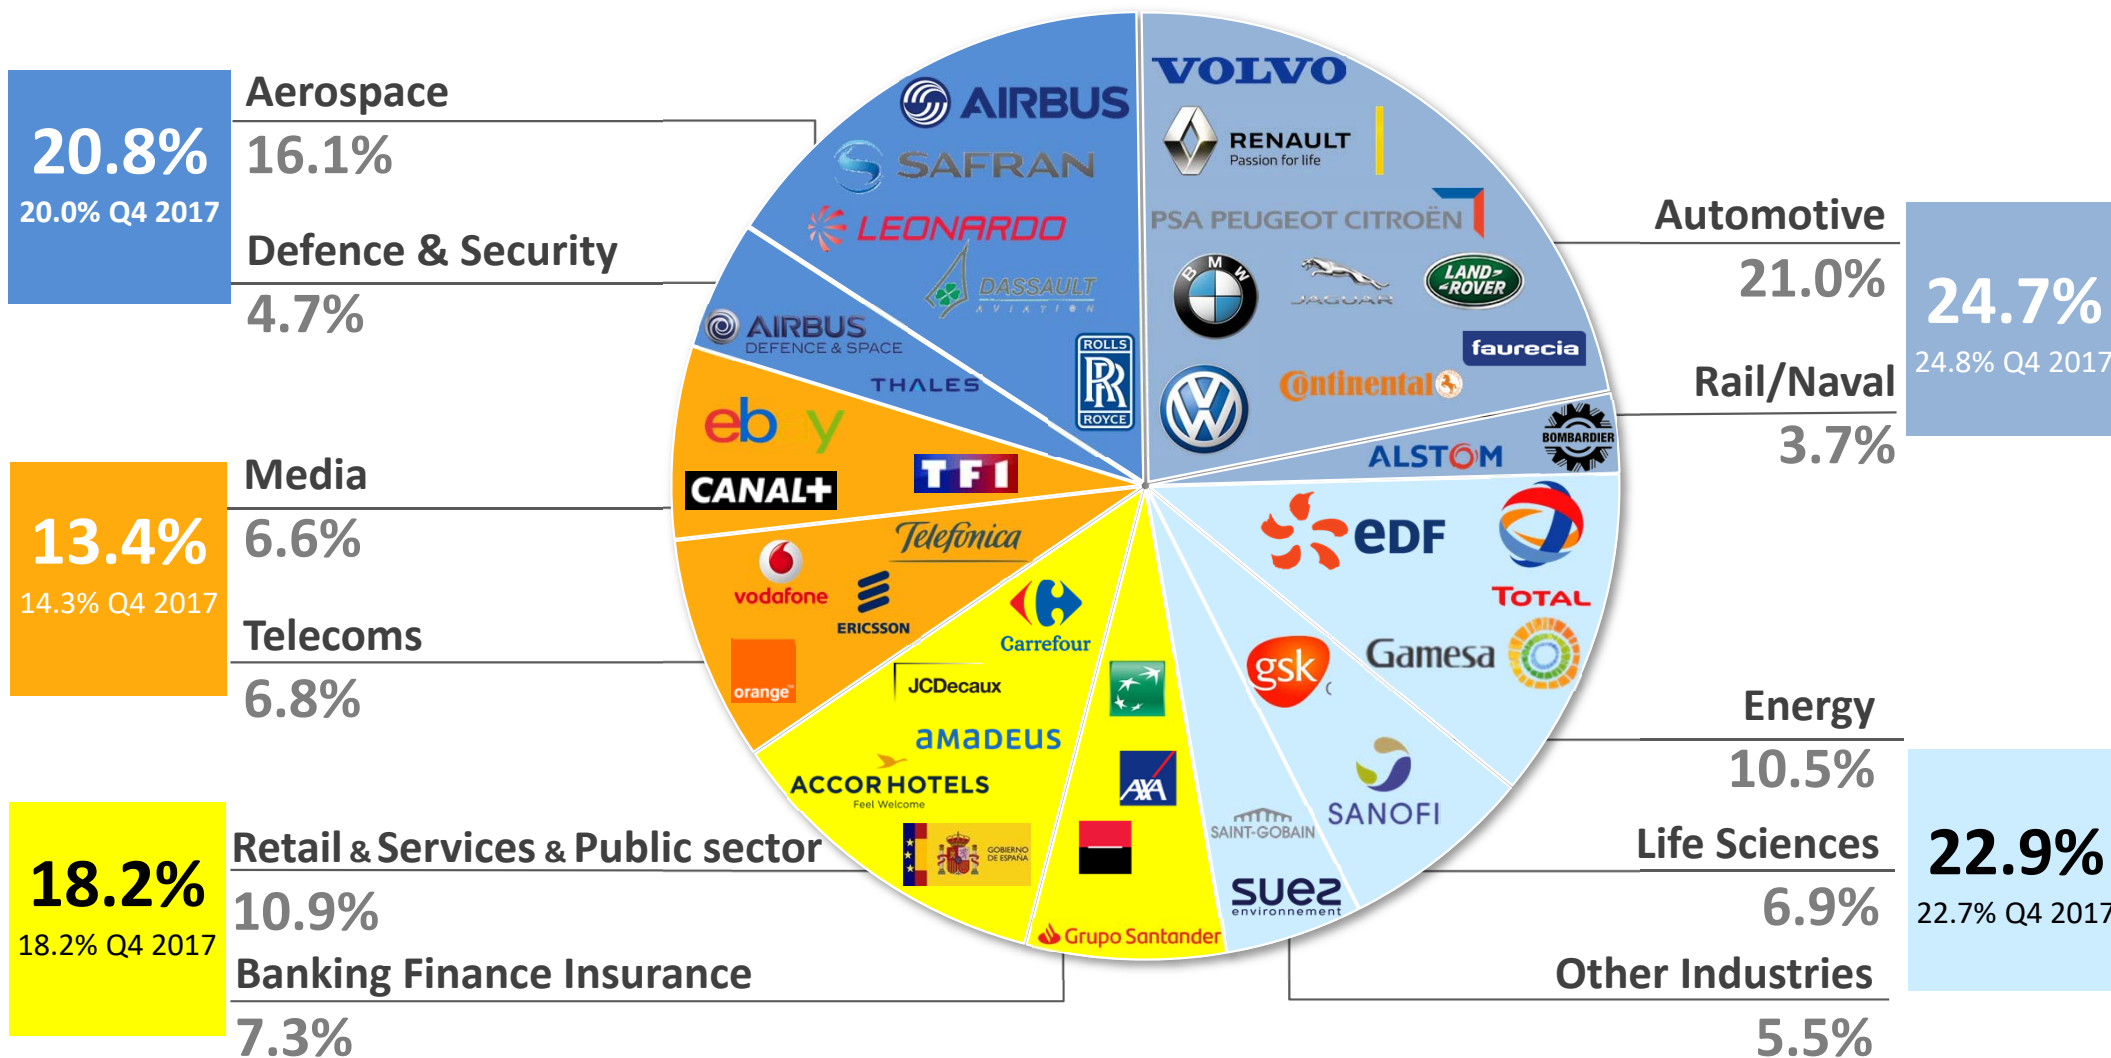 20.8%
20.0% Q4 2017
Aerospace
16.1%
Defence & Security
4.7%
13.4%
14.3% Q4 2017
Media
6.6%
Telecoms
6.8%
18.2%
18.2% Q4 2017
Retail & Services & Public sector
10.9%
Banking Finance Insurance
7.3%
AIRBUS
SAFRAN
LEONARDO
DASSAULT
AVIATION
ROLLS
RR
ROYCE
AIRBUS
DEFENCE & SPACE
THALES
ebay
CANAL+
TF1
Telefónica
vodafone
ERICSSON
orange™
Carrefour
JCDecaux
amadeus
ACCORHOTELS
Feel Welcome
GOBIERNO
DE ESPAÑA
AXA
Grupo Santander
VOLVO
RENAULT
Passion for life
PSA PEUGEOT CITROËN
BMW
JAGUAR
LAND-
-ROVER
faurecia
VW
Continental
ALSTOM
BOMBARDIER
eDF
TOTAL
Gamesa
gsk
SANOFI
SAINT-GOBAIN
suez
environnement
Automotive
21.0%
Rail/Naval
3.7%
24.7%
24.8% Q4 2017
Energy
10.5%
Life Sciences
6.9%
Other Industries
5.5%
22.9%
22.7% Q4 2017